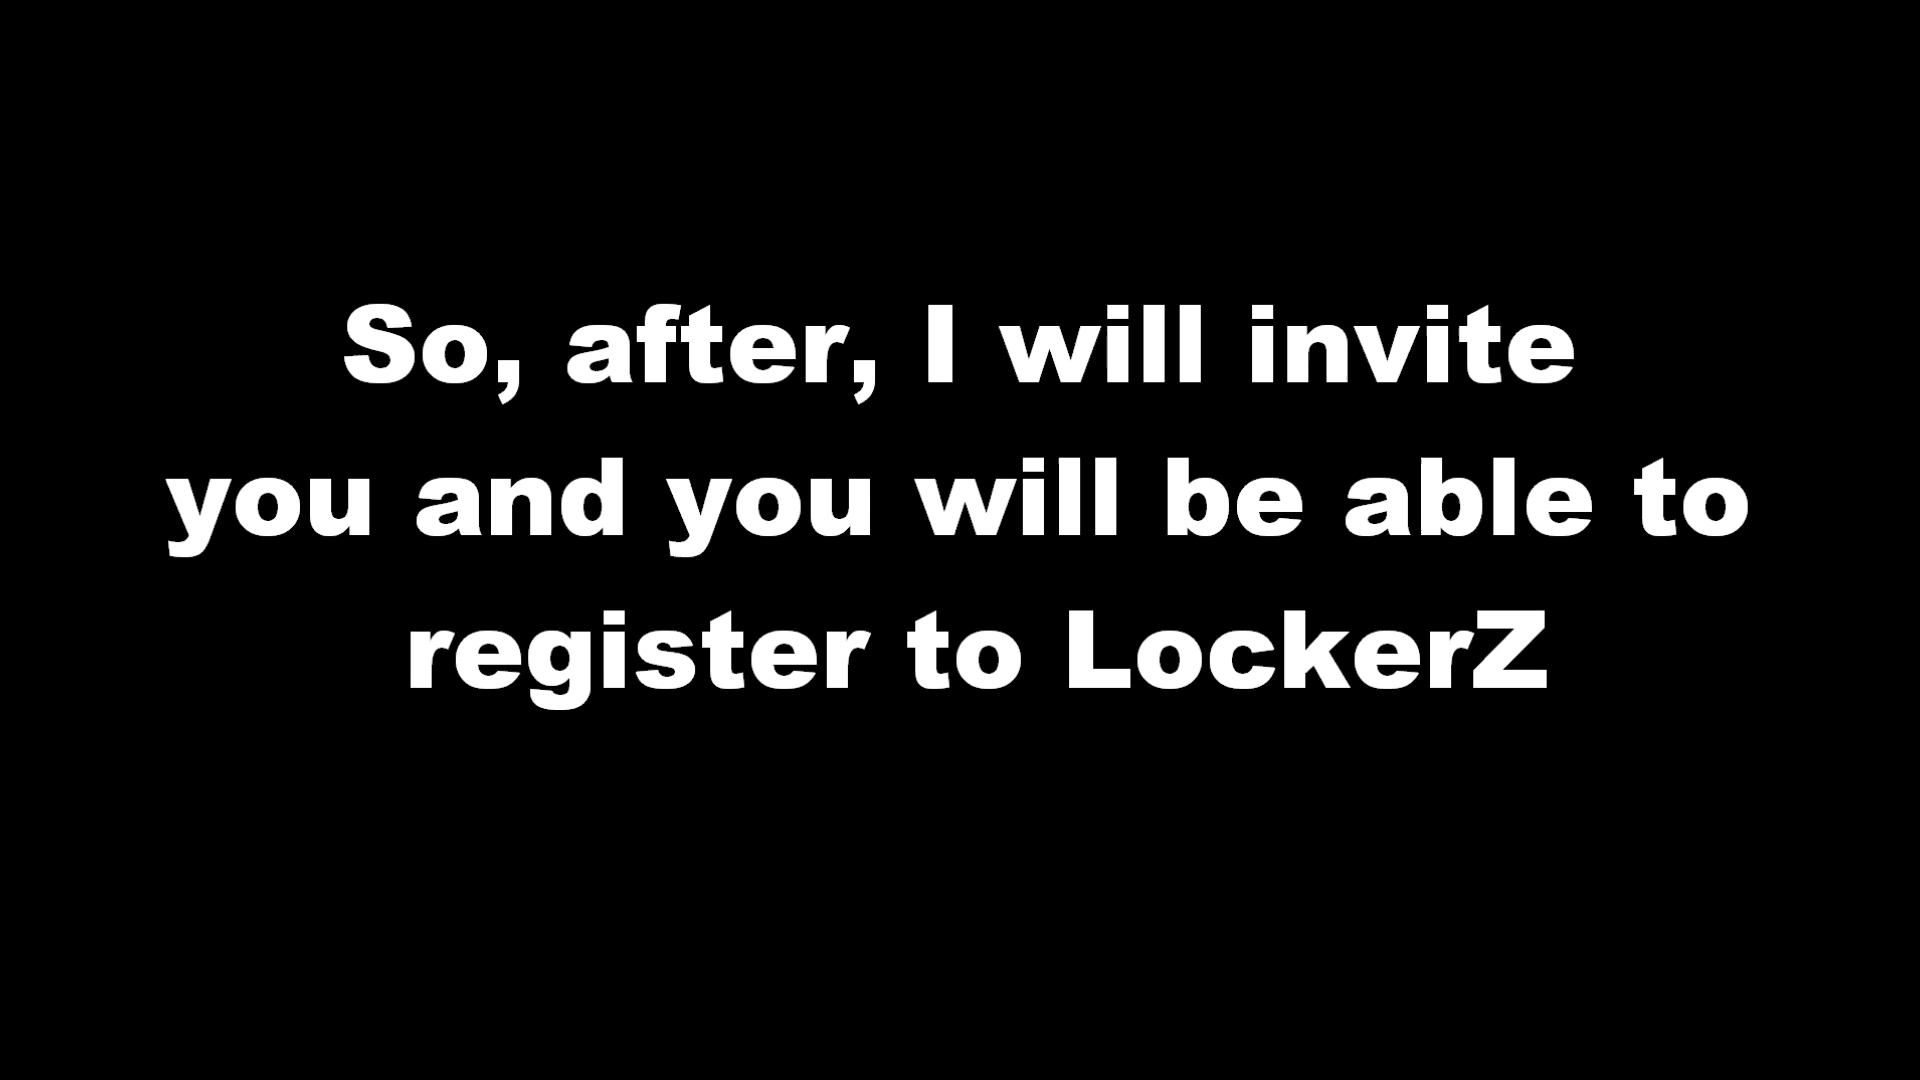 So, after, I will invite
you and you will be able to
register to LockerZ